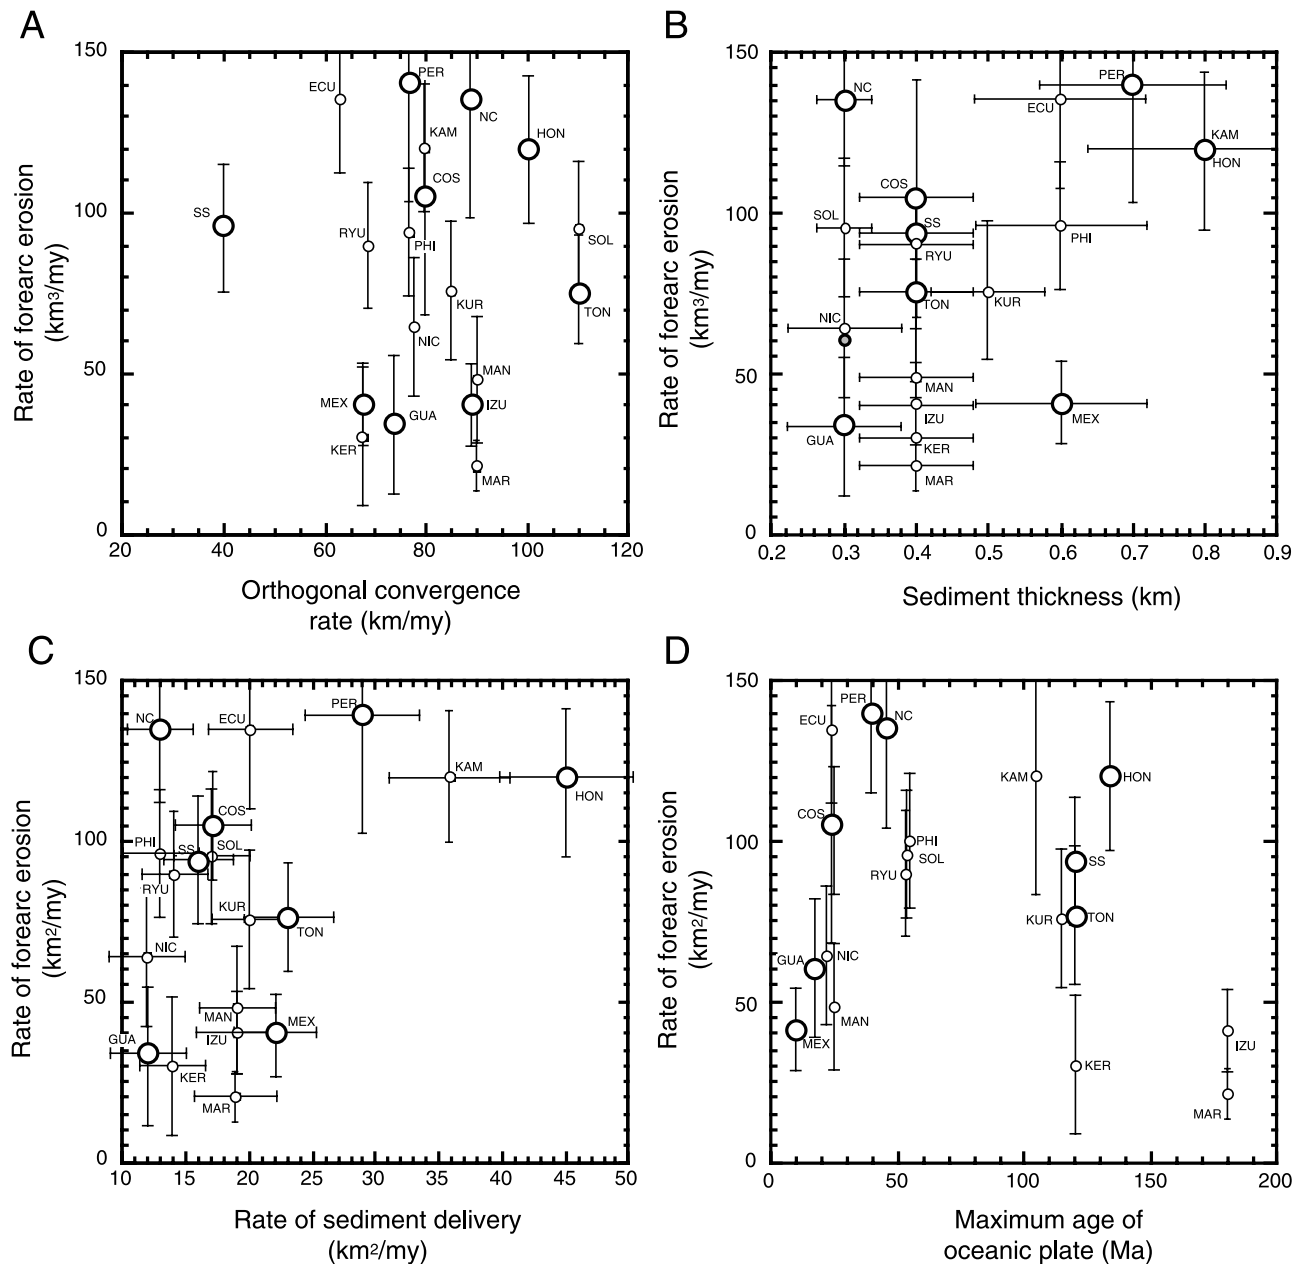 A
150
100
50
0
Rate of forearc erosion
(km³/my)
ECU
PER
NC
KAM
HON
COS
SS
RYU
PHI
SOL
KUR
TON
NIC
MAN
MEX
IZU
GUA
KER
MAR
20
40
60
80
100
120
Orthogonal convergence
rate (km/my)
B
150
100
50
0
Rate of forearc erosion
(km³/my)
NC
PER
ECU
KAM
HON
COS
SOL
SS
PHI
RYU
TON
KUR
NIC
MAN
IZU
MEX
GUA
KER
MAR
0.2
0.3
0.4
0.5
0.6
0.7
0.8
0.9
Sediment thickness (km)
C
150
100
50
0
Rate of forearc erosion
(km²/my)
NC
ECU
PER
KAM
HON
COS
PHI
SS
SOL
RYU
KUR
TON
NIC
MAN
MEX
IZU
GUA
KER
MAR
10
15
20
25
30
35
40
45
50
Rate of sediment delivery
(km²/my)
D
150
100
50
0
Rate of forearc erosion
(km²/my)
PER
ECU
NC
KAM
HON
COS
PHI
SOL
SS
RYU
KUR
TON
GUA
NIC
MAN
MEX
IZU
KER
MAR
0
50
100
150
200
Maximum age of
oceanic plate (Ma)